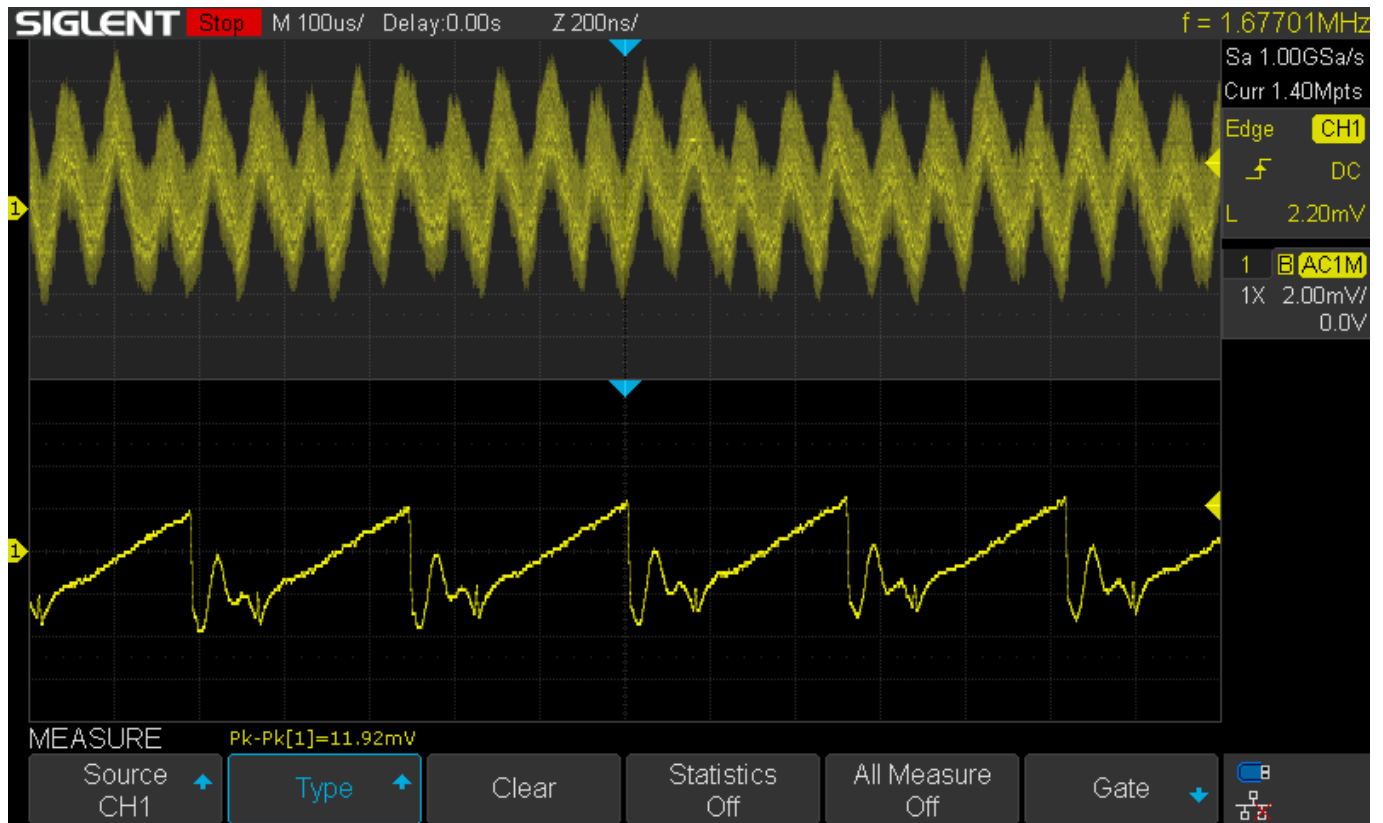 SIGLENT Stop M 100us/ Delay:0.00s Z 200ns/ f = 1.67701MHz
Sa 1.00GSa/s
Curr 1.40Mpts
Edge CH1
DC
L 2.20mV
1 B AC1M
1X 2.00mV/
0.0V
1
1
MEASURE Pk-Pk[1]=11.92mV
Source
CH1
Type
Clear
Statistics
Off
All Measure
Off
Gate